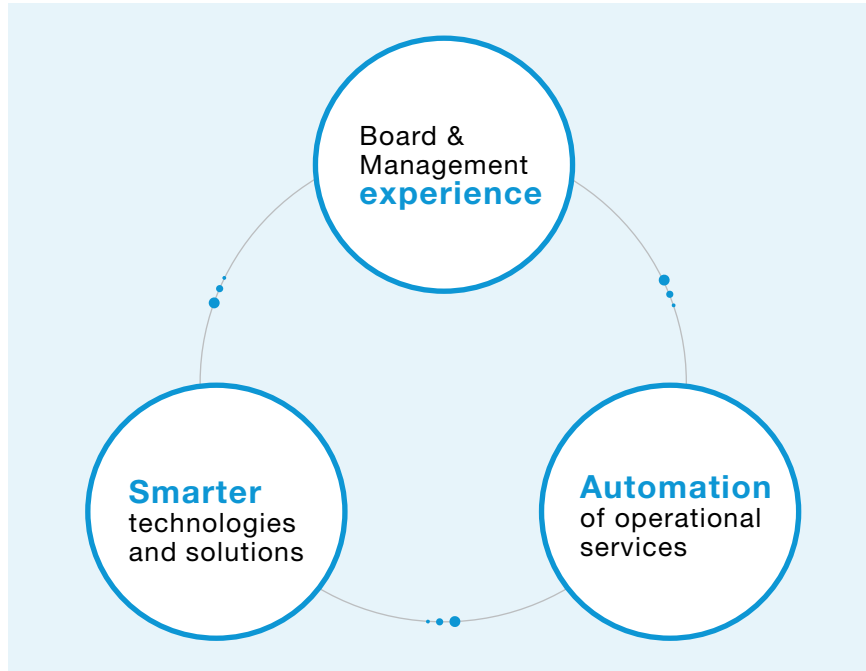 Board &
Management
experience
Smarter
technologies
and solutions
Automation
of operational
services